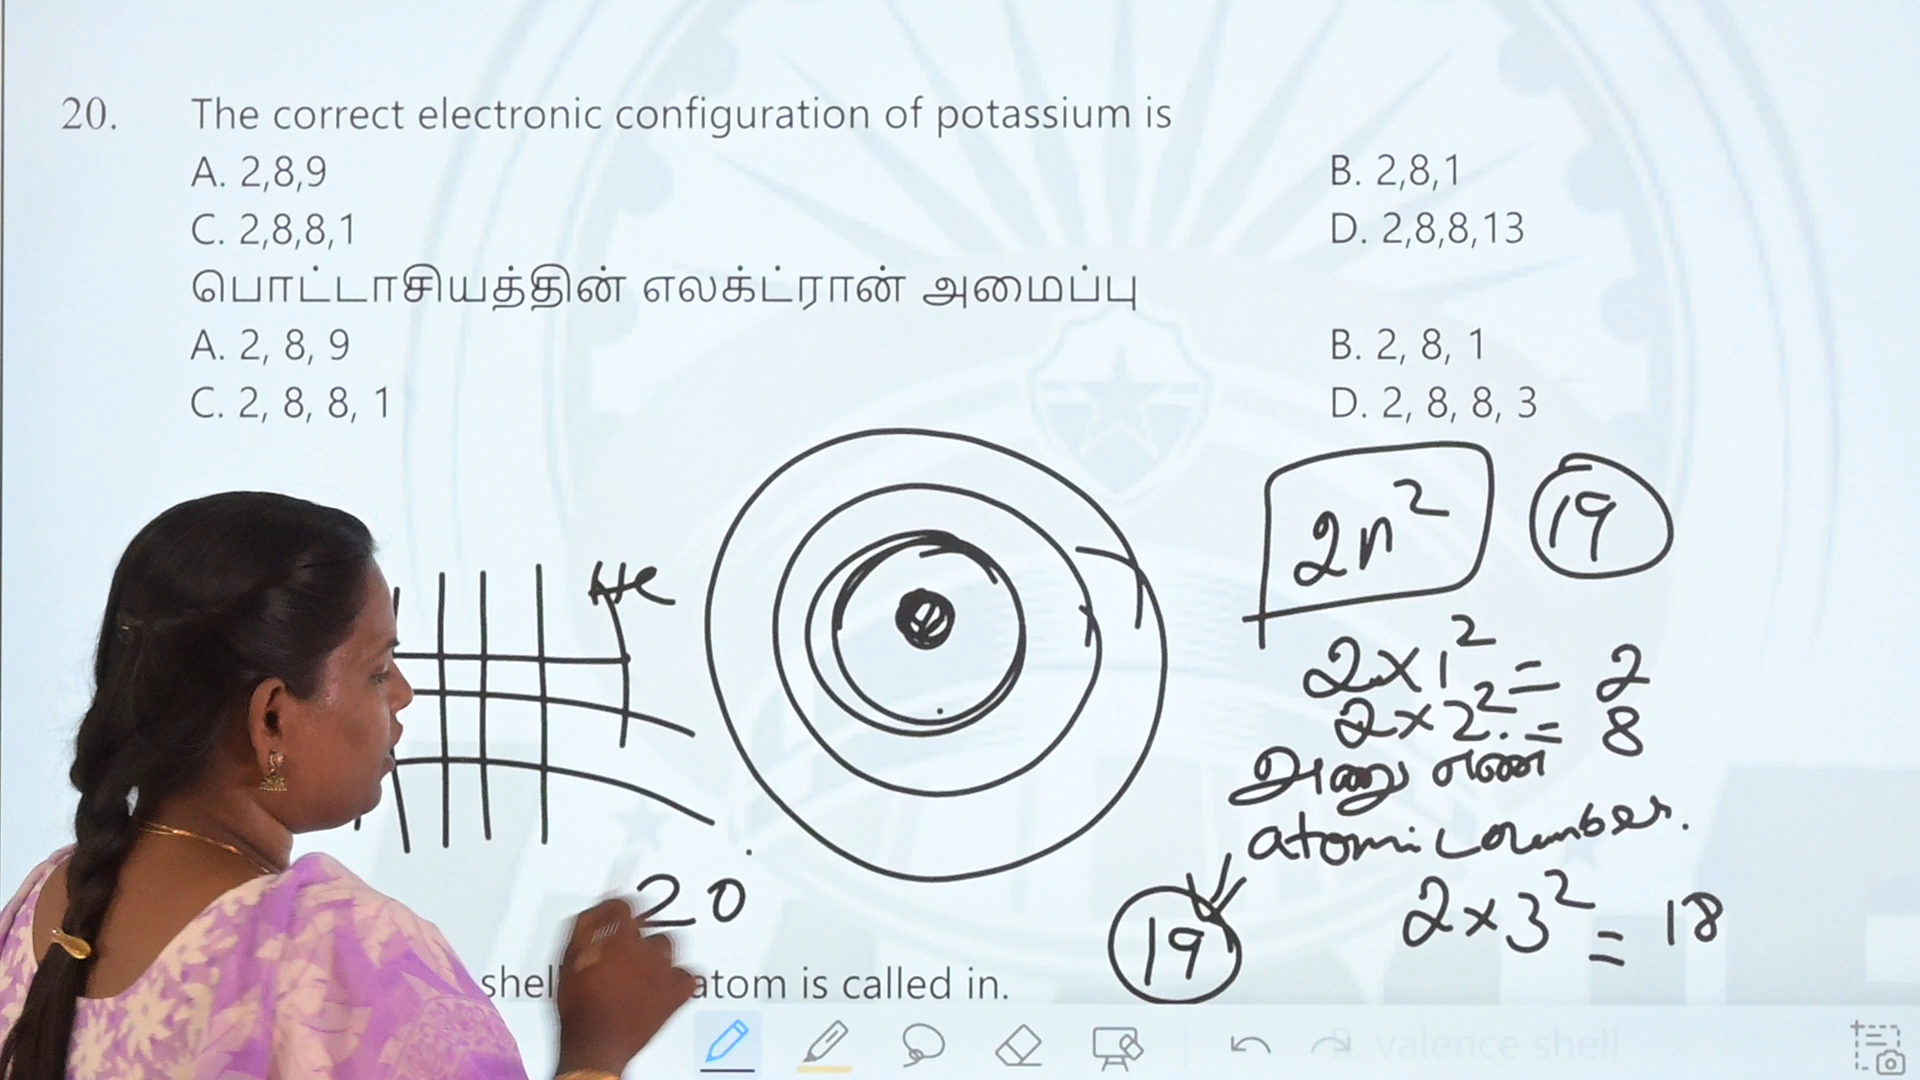 20. The correct electronic configuration of potassium is
A. 2,8,9 B. 2,8,1
C. 2,8,8,1 D. 2,8,8,13
பொட்டாசியத்தின் எலக்ட்ரான் அமைப்பு
A. 2, 8, 9 B. 2, 8, 1
C. 2, 8, 8, 1 D. 2, 8, 8, 3
2n² 19
He
2×1² = 2
2×2² = 8
அணு எண்
atomic number.
20
19
2×3² = 18
atom is called in.
valence shell